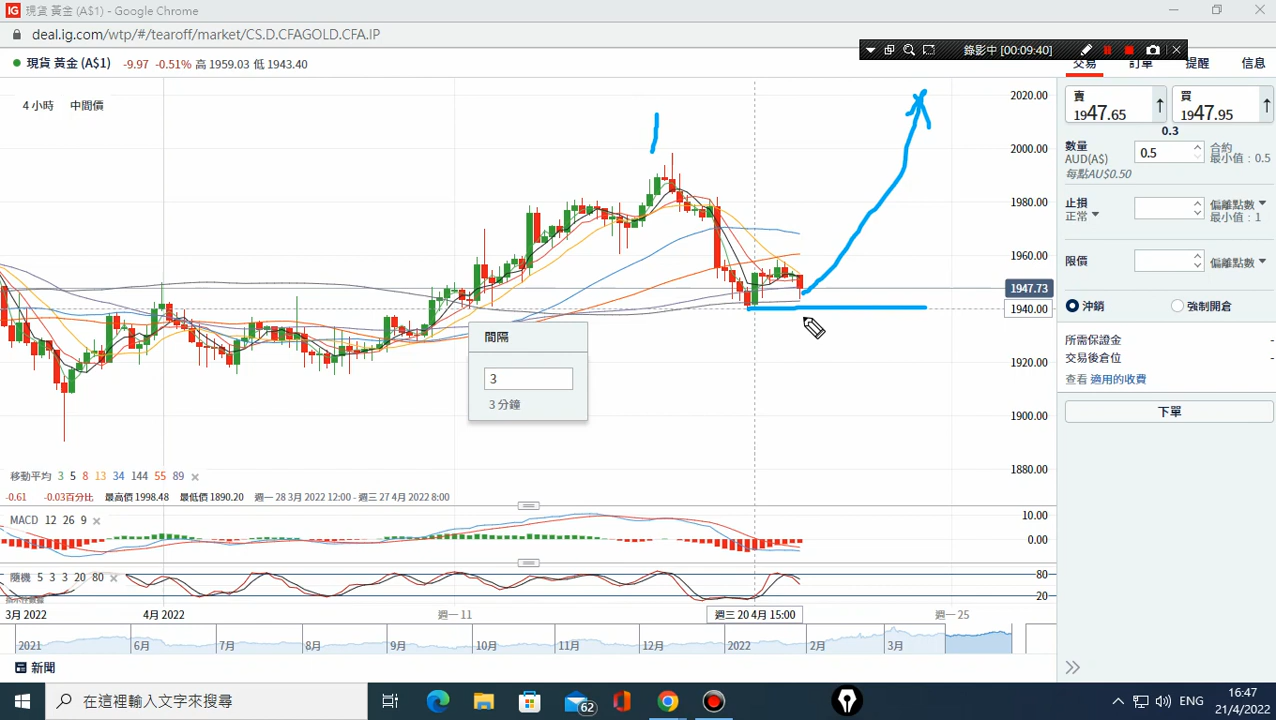 IG 現貨 黃金 (A$1) - Google Chrome
deal.ig.com/wtp/#/tearoff/market/CS.D.CFAGOLD.CFA.IP
錄影中 [00:09:40]
現貨 黃金 (A$1) -9.97 -0.51% 高 1959.03 低 1943.40
交易 訂單 提醒 信息
4 小時 中間價
2020.00
2000.00
1980.00
1960.00
1947.73
1940.00
1920.00
1900.00
1880.00
賣 買
1947.65 1947.95
0.3
數量 0.5 合約
AUD(A$) 最小值 : 0.5
每點AU$0.50
止損 偏離點數
正常 最小值 : 1
限價 偏離點數
沖銷 強制開倉
所需保證金 -
交易後倉位 -
查看 適用的收費
下單
間隔
3
3 分鐘
移動平均 3 5 8 13 34 144 55 89
-0.61 -0.03百分比 最高價 1998.48 最低價 1890.20 週一 28 3月 2022 12:00 - 週三 27 4月 2022 8:00
MACD 12 26 9
10.00
0.00
隨機 5 3 3 20 80
80
20
3月 2022 4月 2022 週一 11 週三 20 4月 15:00 週一 25
2021 6月 7月 8月 9月 10月 11月 12月 2022 2月 3月
新聞
在這裡輸入文字來搜尋
62
ENG
16:47
21/4/2022